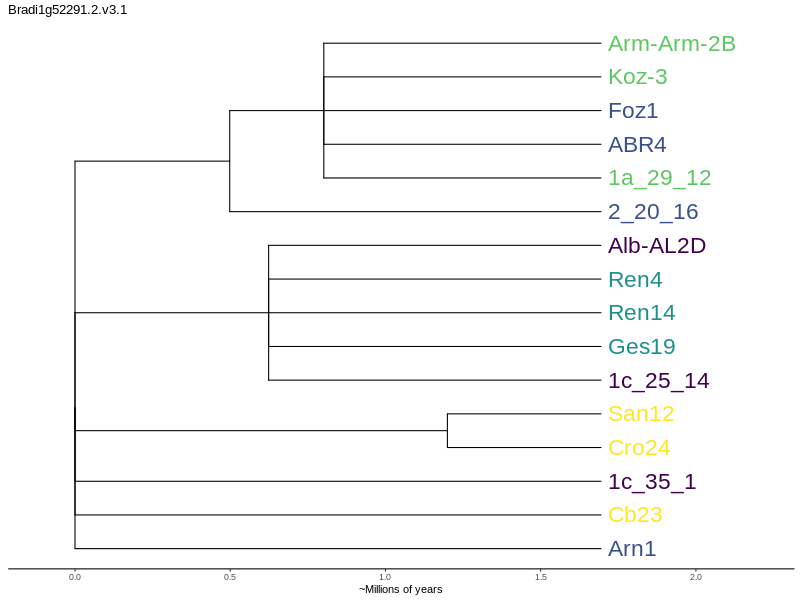 Bradi1g52291.2.v3.1
Arm-Arm-2B
Koz-3
Foz1
ABR4
1a_29_12
2_20_16
Alb-AL2D
Ren4
Ren14
Ges19
1c_25_14
San12
Cro24
1c_35_1
Cb23
Arn1
0.0 0.5 1.0 1.5 2.0
~Millions of years